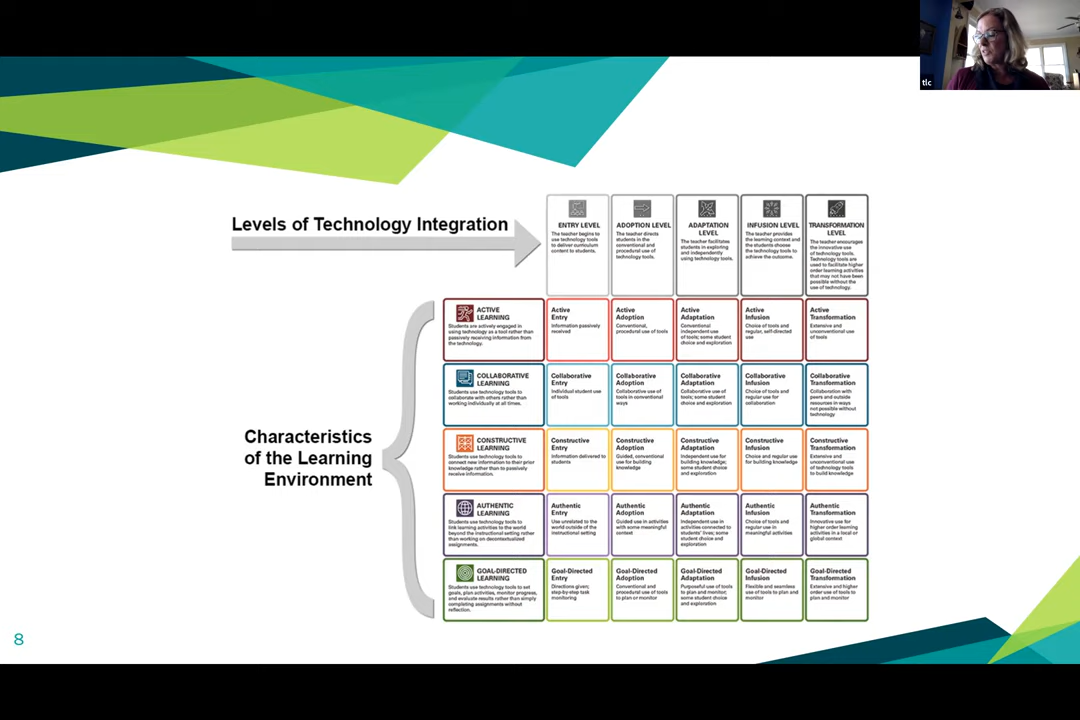 tlc
Levels of Technology Integration
ENTRY LEVEL
The teacher begins to
use technology tools
to deliver curriculum
content to students.
ADOPTION LEVEL
The teacher directs
students in the
conventional and
procedural use of
technology tools.
ADAPTATION
LEVEL
The teacher facilitates
students in exploring
and independently
using technology tools.
INFUSION LEVEL
The teacher provides
the learning context and
the students choose
the technology tools to
achieve the outcome.
TRANSFORMATION
LEVEL
The teacher encourages
the innovative use
of technology tools.
Technology tools are
used to facilitate higher
order learning activities
that may not have been
possible without the
use of technology.
Characteristics
of the Learning
Environment
ACTIVE
LEARNING
Students are actively engaged in
using technology as a tool rather than
passively receiving information from
the technology.
Active
Entry
Information passively
received
Active
Adoption
Conventional,
procedural use of tools
Active
Adaptation
Conventional
independent use
of tools; some student
choice and exploration
Active
Infusion
Choice of tools and
regular, self-directed
use
Active
Transformation
Extensive and
unconventional use
of tools
COLLABORATIVE
LEARNING
Students use technology tools to
collaborate with others rather than
working individually at all times.
Collaborative
Entry
Individual student use
of tools
Collaborative
Adoption
Collaborative use of
tools in conventional
ways
Collaborative
Adaptation
Collaborative use of
tools; some student
choice and exploration
Collaborative
Infusion
Choice of tools and
regular use for
collaboration
Collaborative
Transformation
Collaboration with
peers and outside
resources in ways
not possible without
technology
CONSTRUCTIVE
LEARNING
Students use technology tools to
connect new information to their prior
knowledge rather than to passively
receive information.
Constructive
Entry
Information delivered to
students
Constructive
Adoption
Guided, conventional
use for building
knowledge
Constructive
Adaptation
Independent use for
building knowledge;
some student choice
and exploration
Constructive
Infusion
Choice and regular use
for building knowledge
Constructive
Transformation
Extensive and
unconventional use
of technology tools
to build knowledge
AUTHENTIC
LEARNING
Students use technology tools to
link learning activities to the world
beyond the instructional setting rather
than working on decontextualized
assignments.
Authentic
Entry
Use unrelated to the
world outside of the
instructional setting
Authentic
Adoption
Guided use in activities
with some meaningful
context
Authentic
Adaptation
Independent use in
activities connected to
students' lives; some
student choice and
exploration
Authentic
Infusion
Choice of tools and
regular use in
meaningful activities
Authentic
Transformation
Innovative use for
higher order learning
activities in a local or
global context
GOAL-DIRECTED
LEARNING
Students use technology tools to set
goals, plan activities, monitor progress,
and evaluate results rather than simply
completing assignments without
reflection.
Goal-Directed
Entry
Directions given;
step-by-step task
monitoring
Goal-Directed
Adoption
Conventional and
procedural use of tools
to plan or monitor
Goal-Directed
Adaptation
Purposeful use of tools
to plan and monitor;
some student choice
and exploration
Goal-Directed
Infusion
Flexible and seamless
use of tools to plan and
monitor
Goal-Directed
Transformation
Extensive and higher
order use of tools to
plan and monitor
8